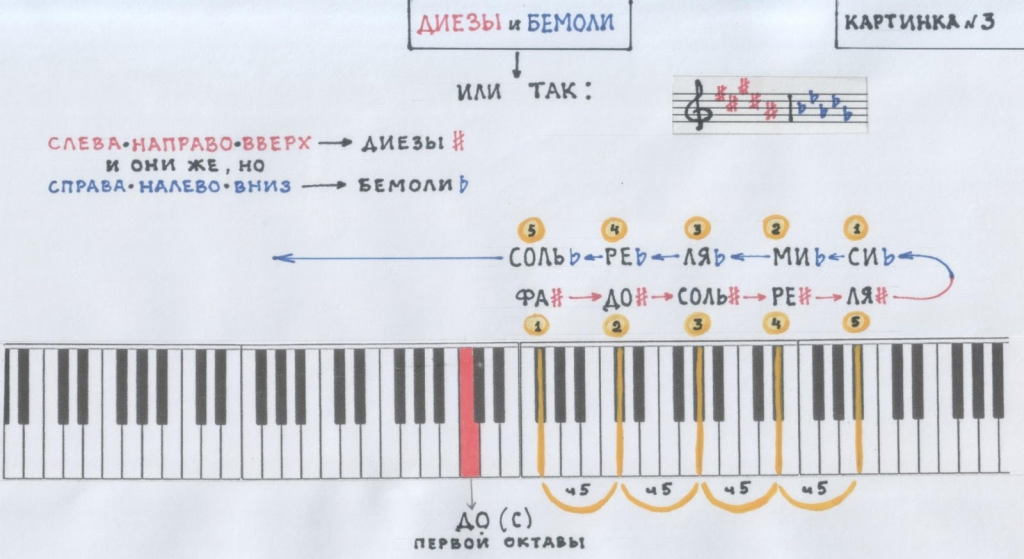 ДИЕЗЫ и БЕМОЛИ
КАРТИНКА №3
ИЛИ ТАК:
СЛЕВА•НАПРАВО•ВВЕРХ → ДИЕЗЫ ♯
И ОНИ ЖЕ, НО
СПРАВА•НАЛЕВО•ВНИЗ → БЕМОЛИ ♭
5 4 3 2 1
СОЛЬ♭ ← РЕ♭ ← ЛЯ♭ ← МИ♭ ← СИ♭
ФА♯ → ДО♯ → СОЛЬ♯ → РЕ♯ → ЛЯ♯
1 2 3 4 5
ч5 ч5 ч5 ч5
ДО (С)
ПЕРВОЙ ОКТАВЫ